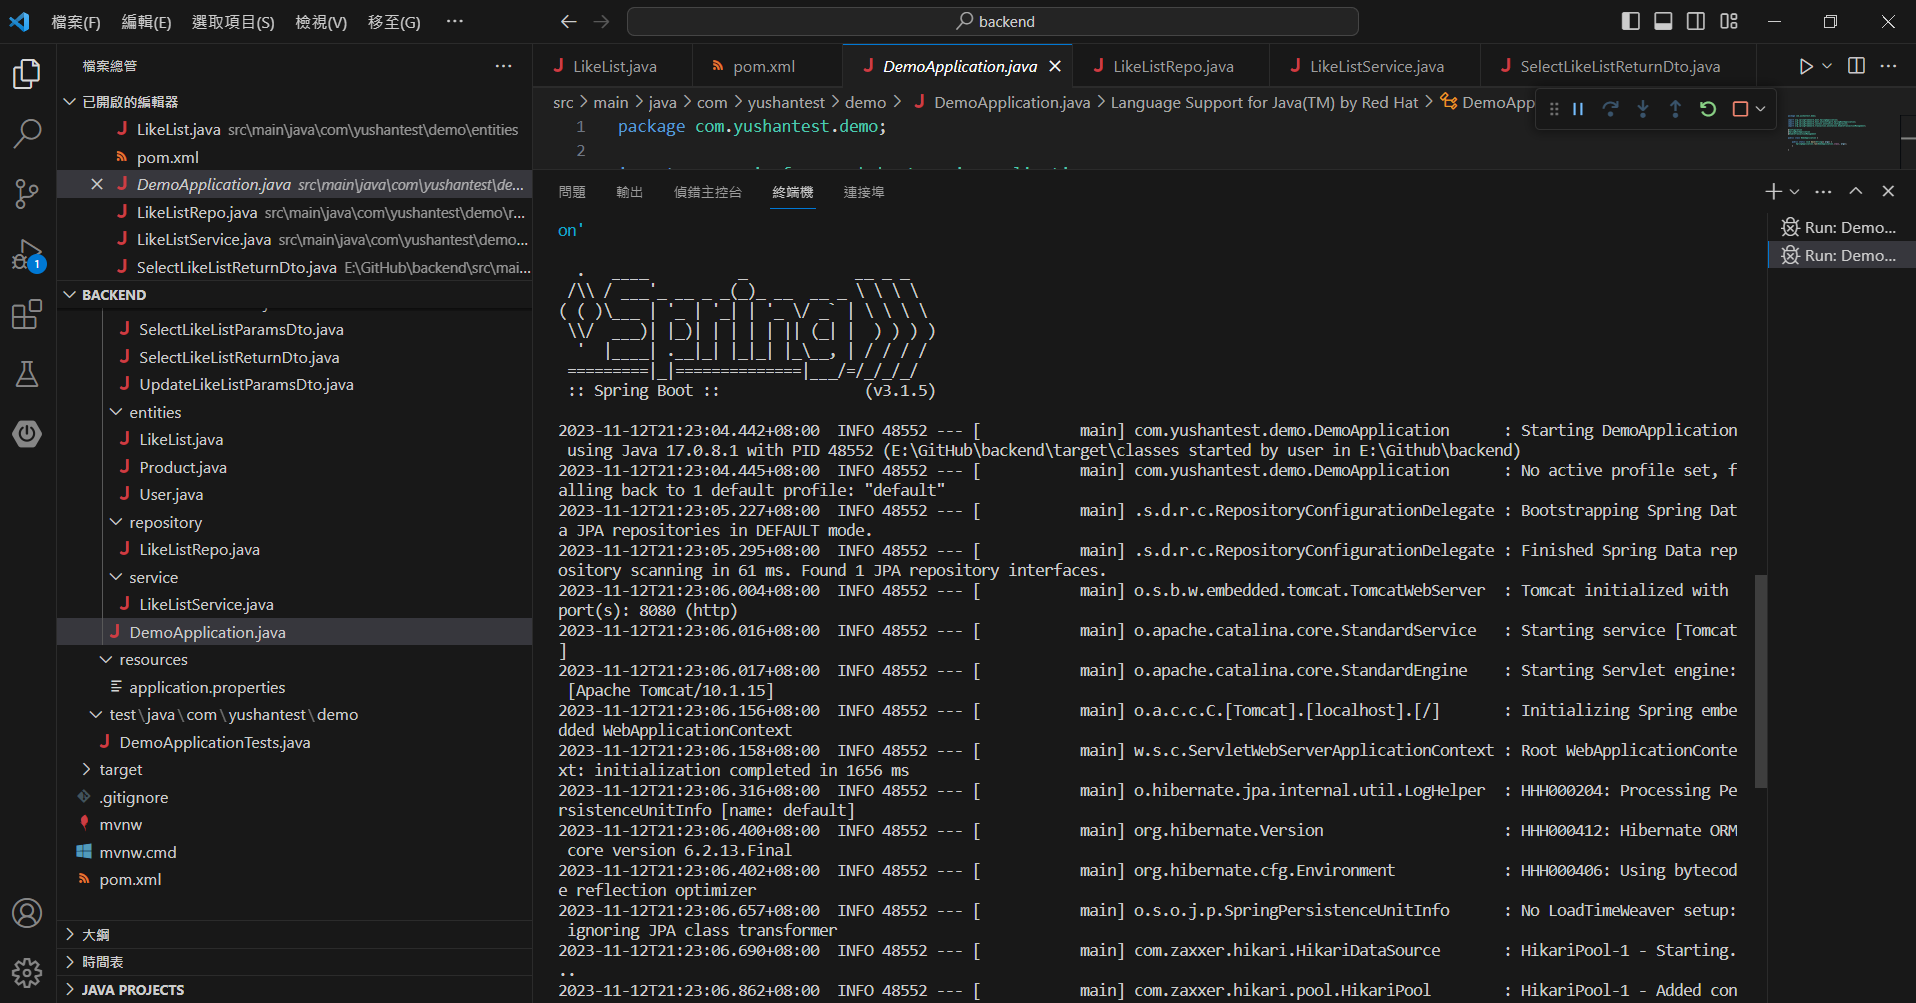 檔案(F) 編輯(E) 選取項目(S) 檢視(V) 移至(G) ···
backend
檔案總管
已開啟的編輯器
LikeList.java src\main\java\com\yushantest\demo\entities
pom.xml
DemoApplication.java src\main\java\com\yushantest\de...
LikeListRepo.java src\main\java\com\yushantest\demo\r...
LikeListService.java src\main\java\com\yushantest\demo...
SelectLikeListReturnDto.java E:\GitHub\backend\src\mai...
BACKEND
SelectLikeListParamsDto.java
SelectLikeListReturnDto.java
UpdateLikeListParamsDto.java
entities
LikeList.java
Product.java
User.java
repository
LikeListRepo.java
service
LikeListService.java
DemoApplication.java
resources
application.properties
test\java\com\yushantest\demo
DemoApplicationTests.java
target
.gitignore
mvnw
mvnw.cmd
pom.xml
大綱
時間表
JAVA PROJECTS
1
LikeList.java pom.xml DemoApplication.java LikeListRepo.java LikeListService.java SelectLikeListReturnDto.java
src > main > java > com > yushantest > demo > DemoApplication.java > Language Support for Java(TM) by Red Hat > DemoApp
1 package com.yushantest.demo;
2
問題 輸出 偵錯主控台 終端機 連接埠
Run: Demo...
Run: Demo...
on'
  .   ____          _            __ _ _
 /\\ / ___'_ __ _ _(_)_ __  __ _ \ \ \ \
( ( )\___ | '_ | '_| | '_ \/ _` | \ \ \ \
 \\/  ___)| |_)| | | | | || (_| |  ) ) ) )
  '  |____| .__|_| |_|_| |_\__, | / / / /
 =========|_|==============|___/=/_/_/_/
 :: Spring Boot ::                (v3.1.5)
2023-11-12T21:23:04.442+08:00  INFO 48552 --- [           main] com.yushantest.demo.DemoApplication      : Starting DemoApplication
 using Java 17.0.8.1 with PID 48552 (E:\GitHub\backend\target\classes started by user in E:\Github\backend)
2023-11-12T21:23:04.445+08:00  INFO 48552 --- [           main] com.yushantest.demo.DemoApplication      : No active profile set, f
alling back to 1 default profile: "default"
2023-11-12T21:23:05.227+08:00  INFO 48552 --- [           main] .s.d.r.c.RepositoryConfigurationDelegate : Bootstrapping Spring Dat
a JPA repositories in DEFAULT mode.
2023-11-12T21:23:05.295+08:00  INFO 48552 --- [           main] .s.d.r.c.RepositoryConfigurationDelegate : Finished Spring Data rep
ository scanning in 61 ms. Found 1 JPA repository interfaces.
2023-11-12T21:23:06.004+08:00  INFO 48552 --- [           main] o.s.b.w.embedded.tomcat.TomcatWebServer  : Tomcat initialized with
port(s): 8080 (http)
2023-11-12T21:23:06.016+08:00  INFO 48552 --- [           main] o.apache.catalina.core.StandardService   : Starting service [Tomcat
]
2023-11-12T21:23:06.017+08:00  INFO 48552 --- [           main] o.apache.catalina.core.StandardEngine    : Starting Servlet engine:
 [Apache Tomcat/10.1.15]
2023-11-12T21:23:06.156+08:00  INFO 48552 --- [           main] o.a.c.c.C.[Tomcat].[localhost].[/]       : Initializing Spring embe
dded WebApplicationContext
2023-11-12T21:23:06.158+08:00  INFO 48552 --- [           main] w.s.c.ServletWebServerApplicationContext : Root WebApplicationConte
xt: initialization completed in 1656 ms
2023-11-12T21:23:06.316+08:00  INFO 48552 --- [           main] o.hibernate.jpa.internal.util.LogHelper  : HHH000204: Processing Pe
rsistenceUnitInfo [name: default]
2023-11-12T21:23:06.400+08:00  INFO 48552 --- [           main] org.hibernate.Version                    : HHH000412: Hibernate ORM
 core version 6.2.13.Final
2023-11-12T21:23:06.402+08:00  INFO 48552 --- [           main] org.hibernate.cfg.Environment            : HHH000406: Using bytecod
e reflection optimizer
2023-11-12T21:23:06.657+08:00  INFO 48552 --- [           main] o.s.o.j.p.SpringPersistenceUnitInfo      : No LoadTimeWeaver setup:
 ignoring JPA class transformer
2023-11-12T21:23:06.690+08:00  INFO 48552 --- [           main] com.zaxxer.hikari.HikariDataSource       : HikariPool-1 - Starting.
..
2023-11-12T21:23:06.862+08:00  INFO 48552 --- [           main] com.zaxxer.hikari.pool.HikariPool        : HikariPool-1 - Added con